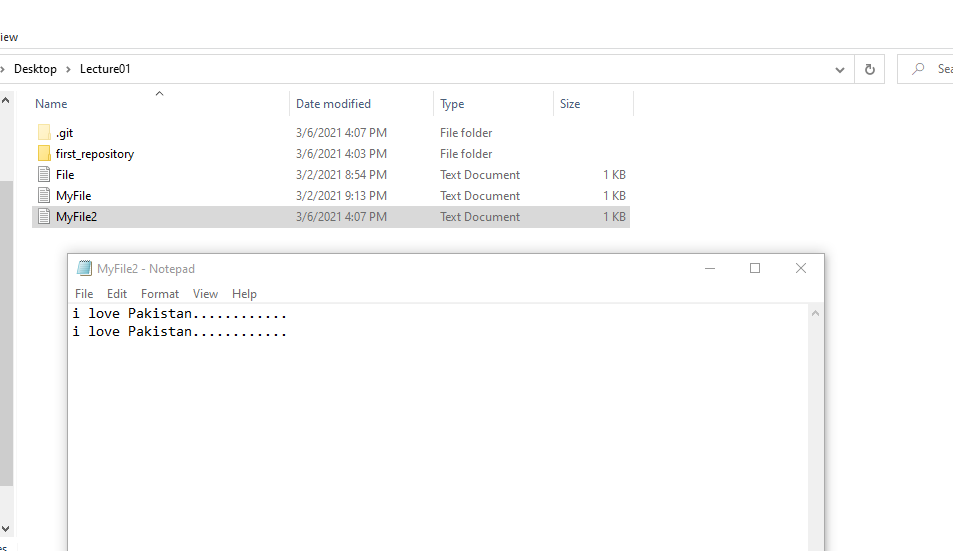 iew
Desktop > Lecture01
Sea
Name Date modified Type Size
.git 3/6/2021 4:07 PM File folder
first_repository 3/6/2021 4:03 PM File folder
File 3/2/2021 8:54 PM Text Document 1 KB
MyFile 3/2/2021 9:13 PM Text Document 1 KB
MyFile2 3/6/2021 4:07 PM Text Document 1 KB
MyFile2 - Notepad
File Edit Format View Help
i love Pakistan............
i love Pakistan............